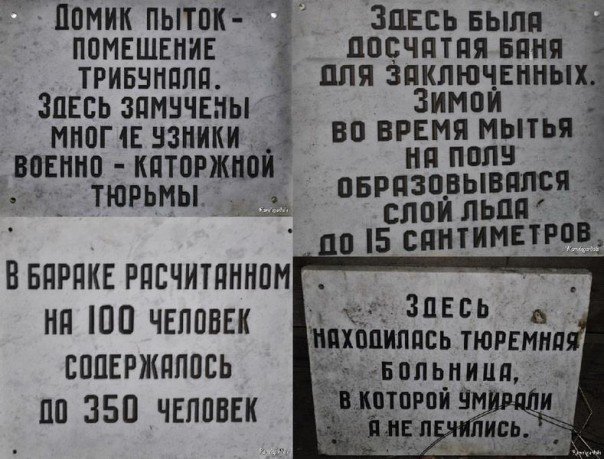 ДОМИК ПЫТОК -
ПОМЕЩЕНИЕ
ТРИБУНАЛА.
ЗДЕСЬ ЗАМУЧЕНЫ
МНОГИЕ УЗНИКИ
ВОЕННО - КАТОРЖНОЙ
ТЮРЬМЫ
ЗДЕСЬ БЫЛА
ДОСЧАТАЯ БАНЯ
ДЛЯ ЗАКЛЮЧЕННЫХ.
ЗИМОЙ
ВО ВРЕМЯ МЫТЬЯ
НА ПОЛУ
ОБРАЗОВЫВАЛСЯ
СЛОЙ ЛЬДА
ДО 15 САНТИМЕТРОВ
В БАРАКЕ РАСЧИТАННОМ
НА 100 ЧЕЛОВЕК
СОДЕРЖАЛОСЬ
ДО 350 ЧЕЛОВЕК
ЗДЕСЬ
НАХОДИЛАСЬ ТЮРЕМНАЯ
БОЛЬНИЦА,
В КОТОРОЙ УМИРАЛИ
А НЕ ЛЕЧИЛИСЬ.